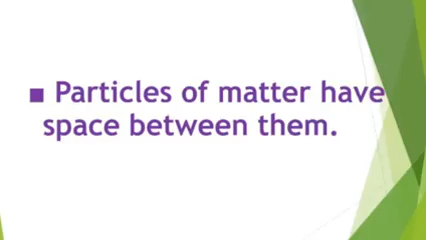 ■ Particles of matter have
space between them.